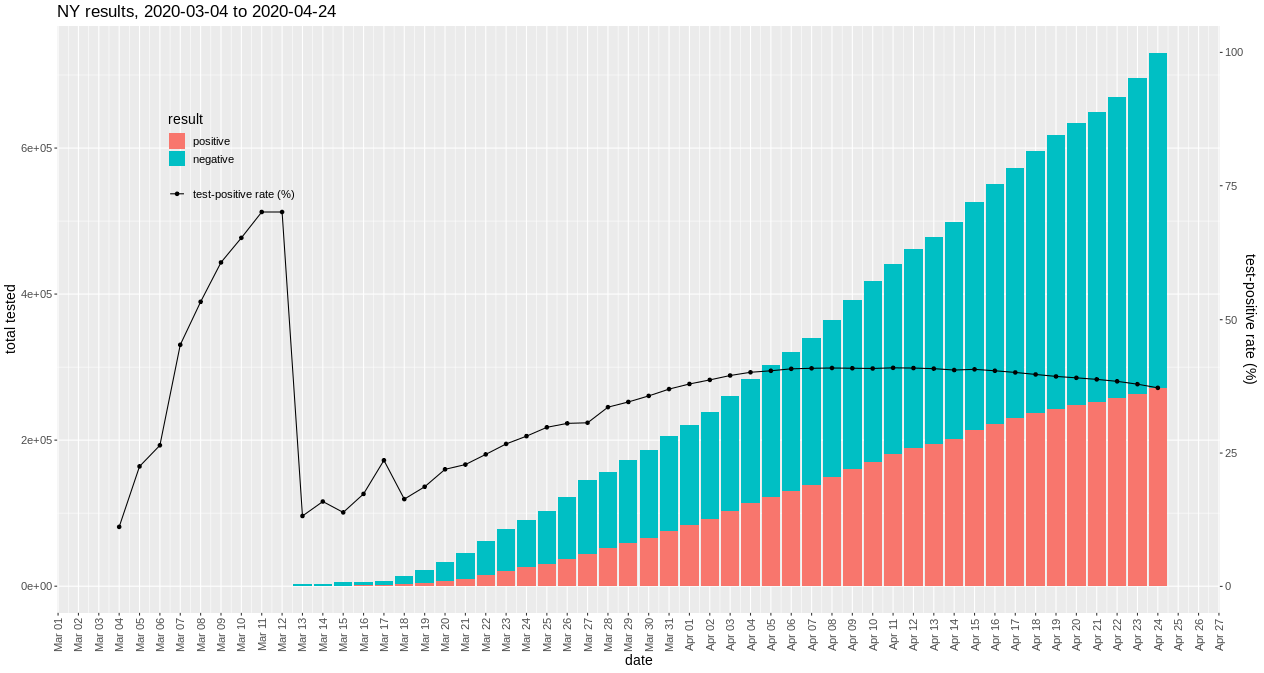 NY results, 2020-03-04 to 2020-04-24
result
positive
negative
test-positive rate (%)
total tested
6e+05
4e+05
2e+05
0e+00
100
75
50
25
0
test-positive rate (%)
Mar 01
Mar 02
Mar 03
Mar 04
Mar 05
Mar 06
Mar 07
Mar 08
Mar 09
Mar 10
Mar 11
Mar 12
Mar 13
Mar 14
Mar 15
Mar 16
Mar 17
Mar 18
Mar 19
Mar 20
Mar 21
Mar 22
Mar 23
Mar 24
Mar 25
Mar 26
Mar 27
Mar 28
Mar 29
Mar 30
Mar 31
Apr 01
Apr 02
Apr 03
Apr 04
Apr 05
Apr 06
Apr 07
Apr 08
Apr 09
Apr 10
Apr 11
Apr 12
Apr 13
Apr 14
Apr 15
Apr 16
Apr 17
Apr 18
Apr 19
Apr 20
Apr 21
Apr 22
Apr 23
Apr 24
Apr 25
Apr 26
Apr 27
date